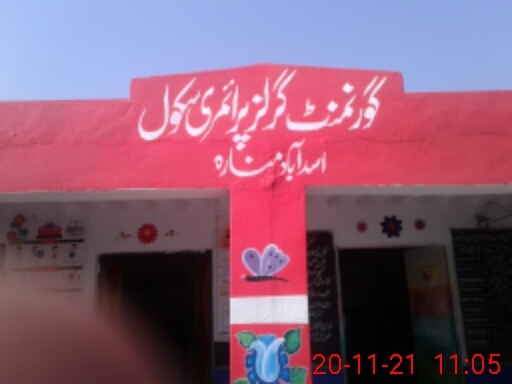 گورنمنٹ گرلز پرائمری سکول
اسد آباد منارہ
20-11-21 11:05